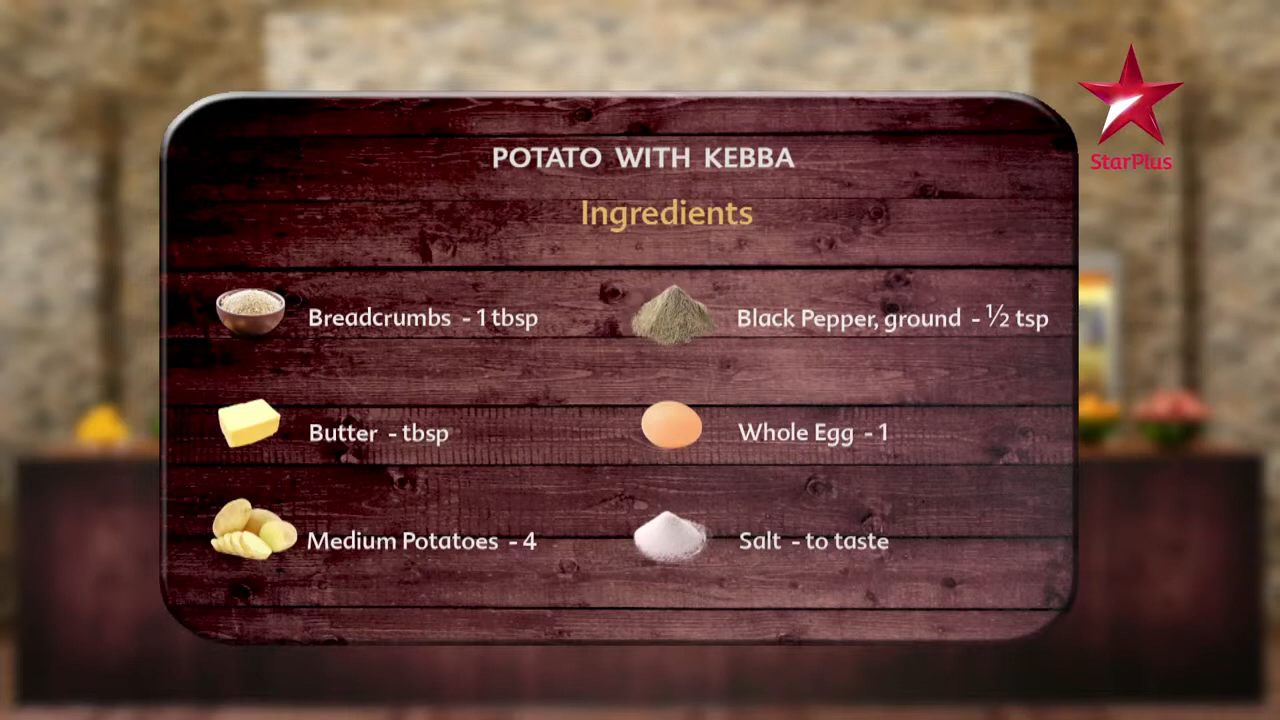 POTATO WITH KEBBA
StarPlus
Ingredients
Breadcrumbs - 1 tbsp
Black Pepper, ground - ½ tsp
Butter - tbsp
Whole Egg - 1
Medium Potatoes - 4
Salt - to taste